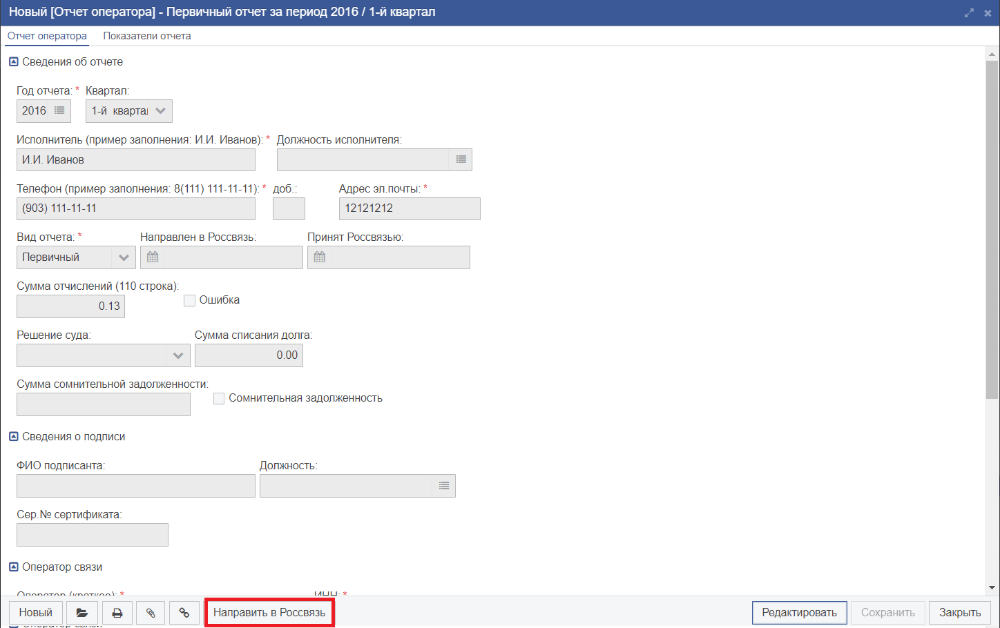 Новый [Отчет оператора] - Первичный отчет за период 2016 / 1-й квартал
Отчет оператора Показатели отчета
Сведения об отчете
Год отчета: * Квартал:
2016 1-й квартал
Исполнитель (пример заполнения: И.И. Иванов): * Должность исполнителя:
И.И. Иванов
Телефон (пример заполнения: 8(111) 111-11-11): * доб.: Адрес эл.почты: *
(903) 111-11-11 12121212
Вид отчета: * Направлен в Россвязь: Принят Россвязью:
Первичный
Сумма отчислений (110 строка):
0.13 Ошибка
Решение суда: Сумма списания долга:
0.00
Сумма сомнительной задолженности:
Сомнительная задолженность
Сведения о подписи
ФИО подписанта: Должность:
Сер.№ сертификата:
Оператор связи
Оператор (краткое): * ИНН: *
Новый Направить в Россвязь Редактировать Сохранить Закрыть
Оператор связи